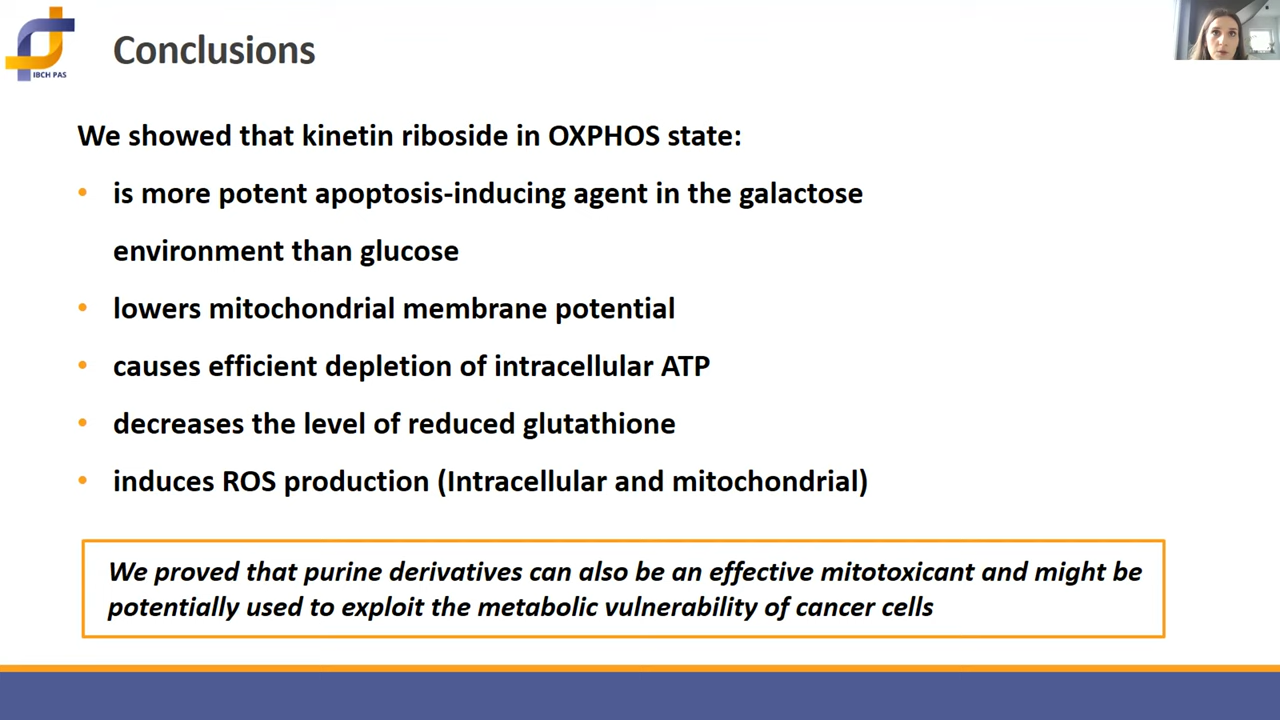 IBCH PAS
Conclusions
We showed that kinetin riboside in OXPHOS state:
• is more potent apoptosis-inducing agent in the galactose
environment than glucose
• lowers mitochondrial membrane potential
• causes efficient depletion of intracellular ATP
• decreases the level of reduced glutathione
• induces ROS production (Intracellular and mitochondrial)
We proved that purine derivatives can also be an effective mitotoxicant and might be
potentially used to exploit the metabolic vulnerability of cancer cells